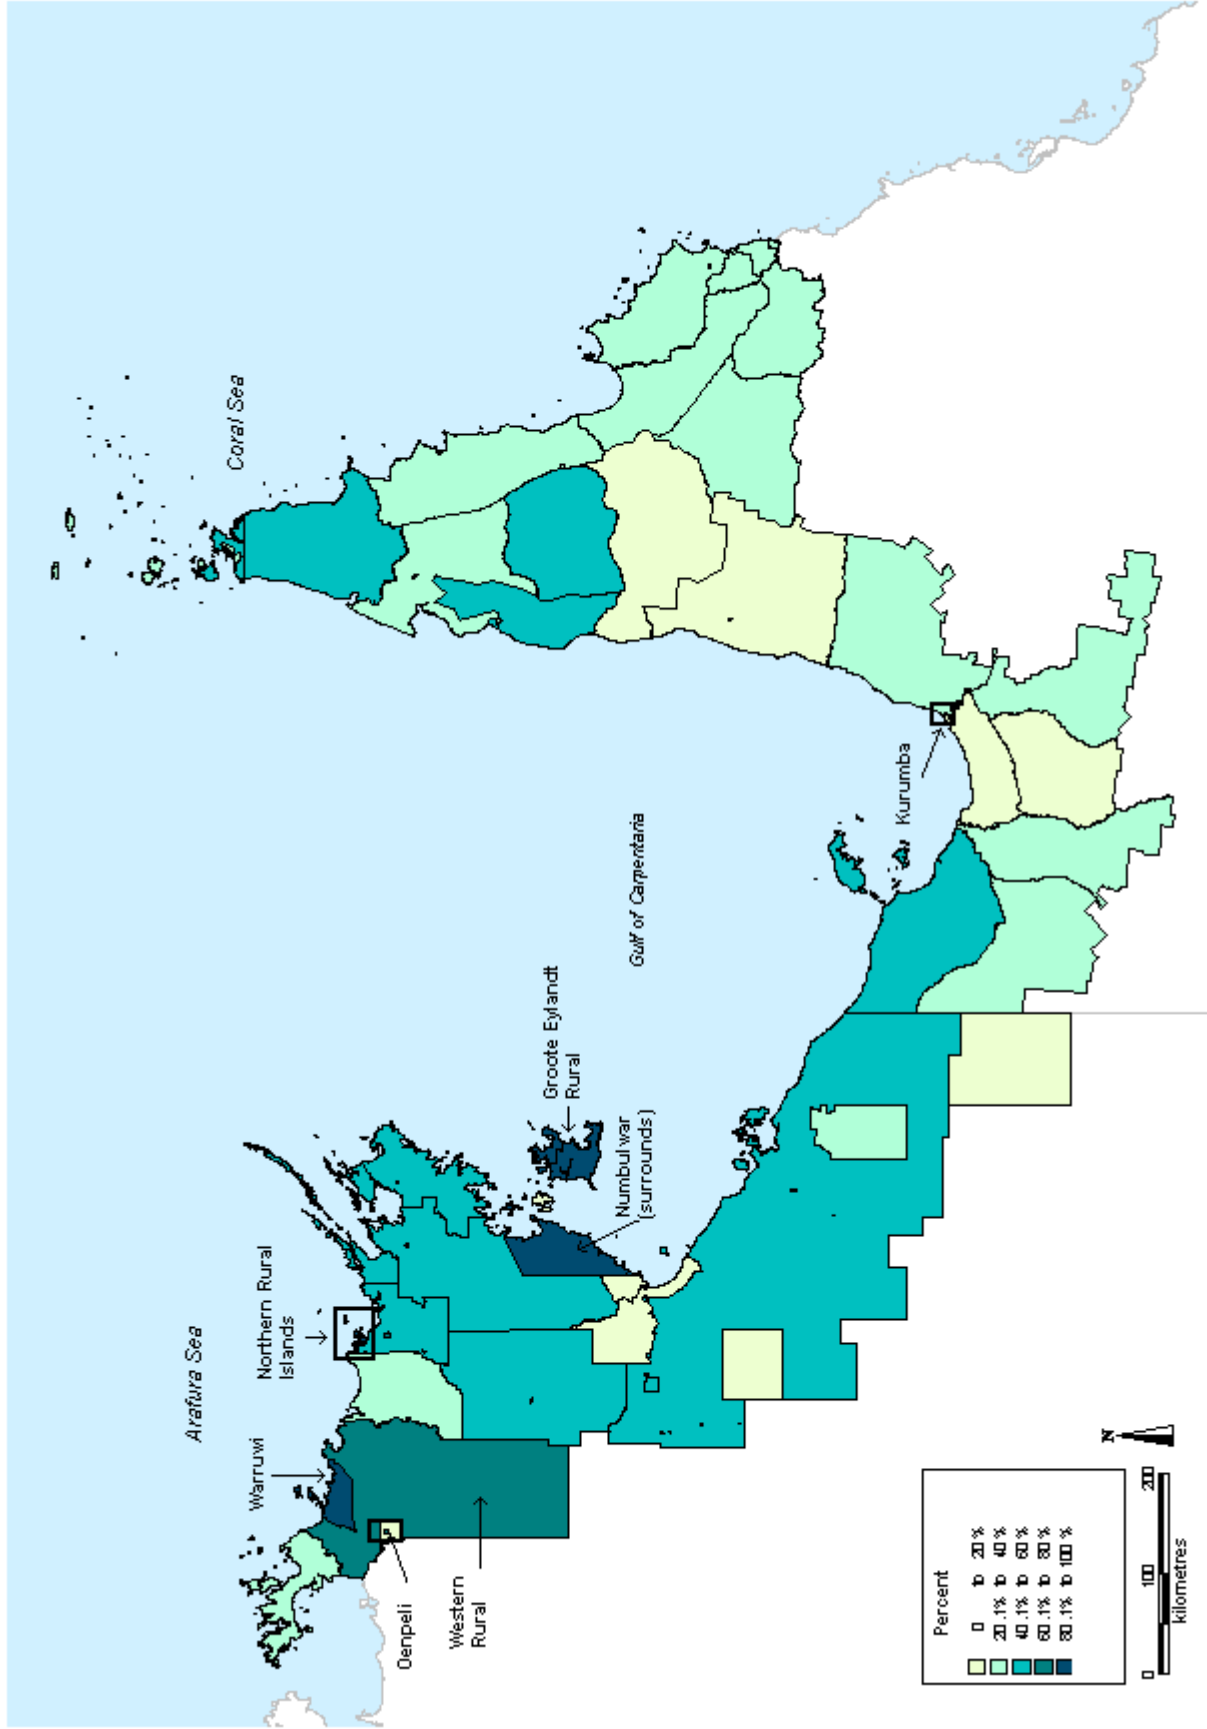 Arafura Sea
Coral Sea
Gulf of Carpentaria
Warruwi
Northern Rural
Islands
Oenpeli
Western
Rural
Groote Eylandt
Rural
Numbulwar
(surrounds)
Kurumba
Percent
0 to 20%
20.1% to 40%
40.1% to 60%
60.1% to 80%
80.1% to 100%
N
0 100 200
kilometres